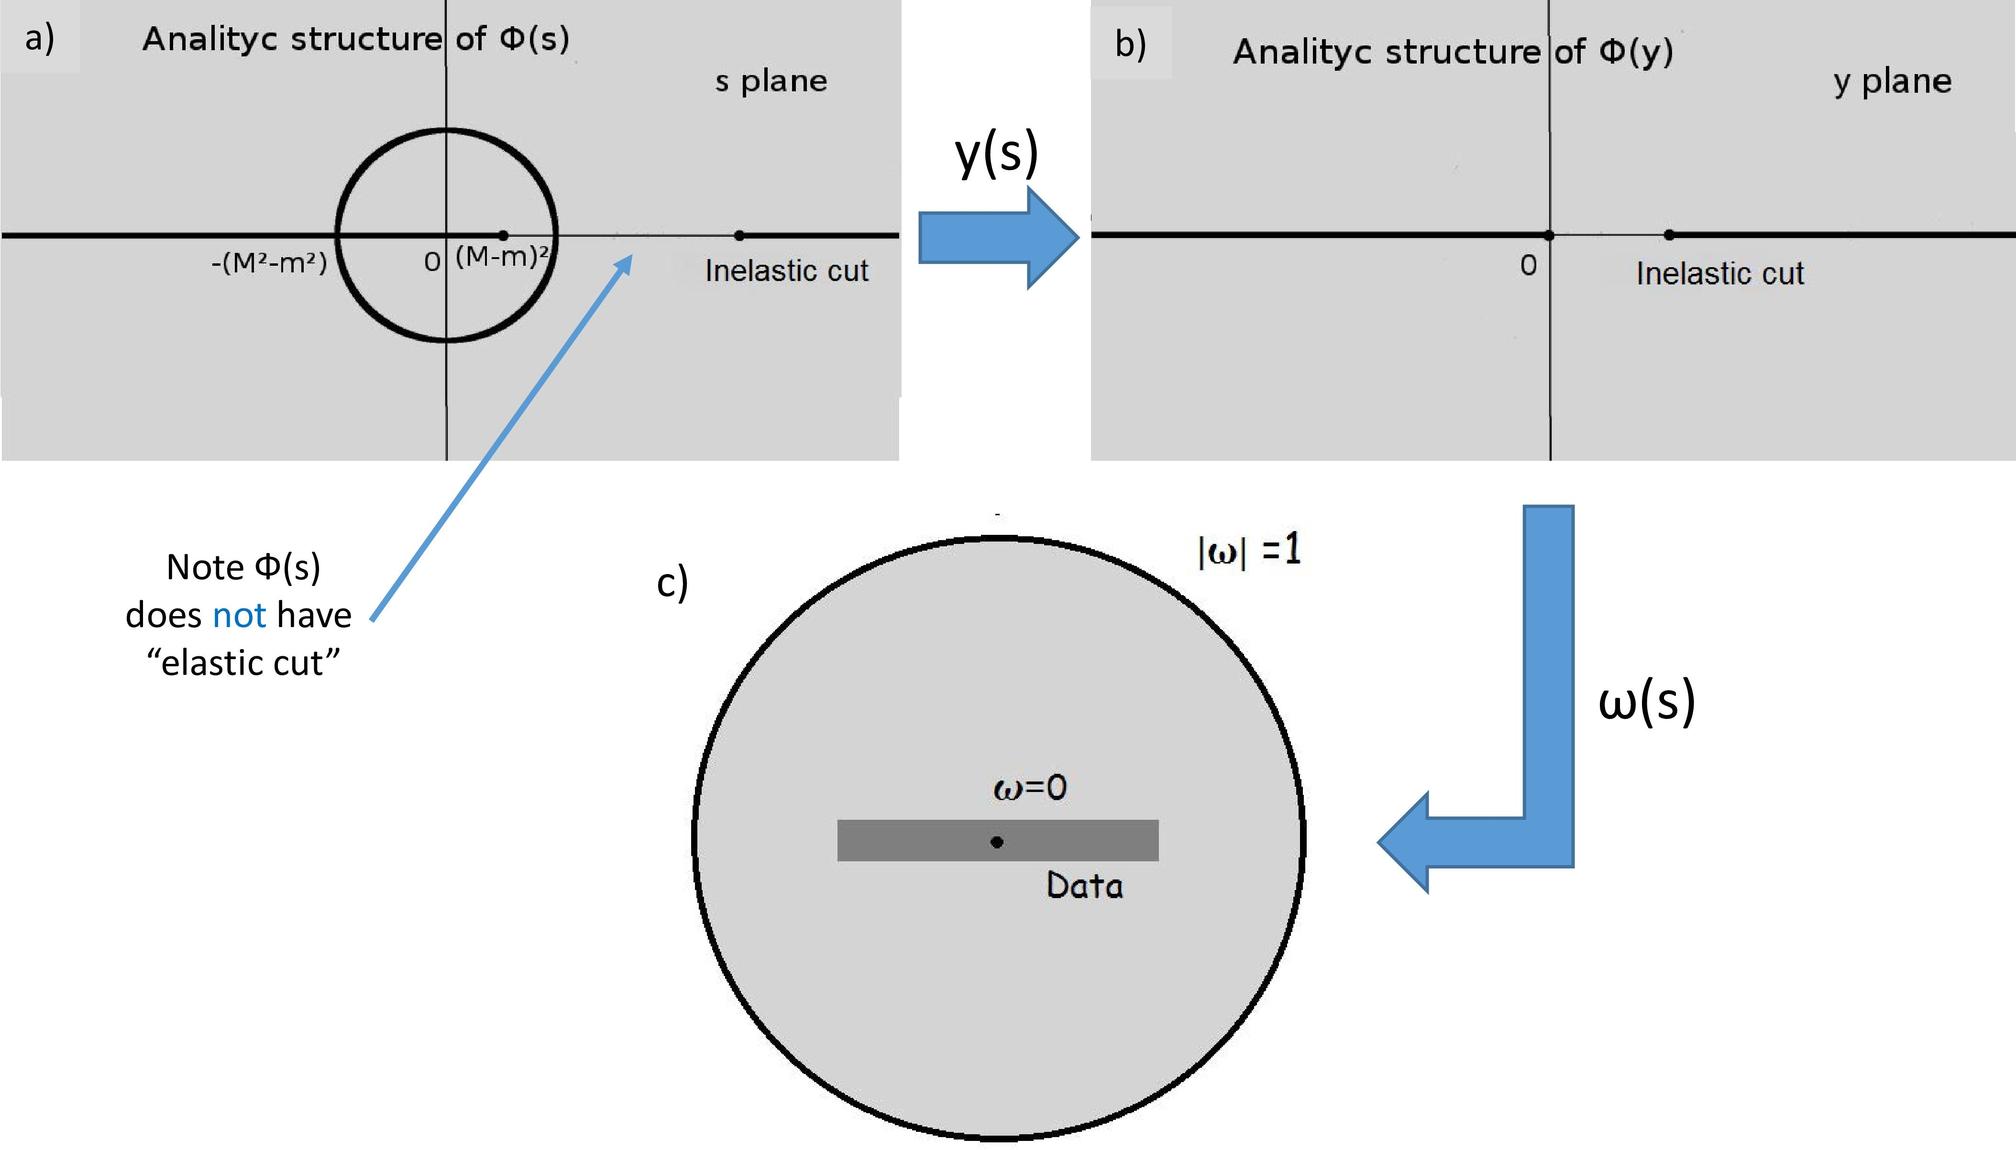 a)
Analityc structure of Φ(s)
s plane
-(M²-m²)
0
(M-m)²
Inelastic cut
y(s)
b)
Analityc structure of Φ(y)
y plane
0
Inelastic cut
Note Φ(s)
does not have
“elastic cut”
c)
|ω| =1
ω=0
Data
ω(s)